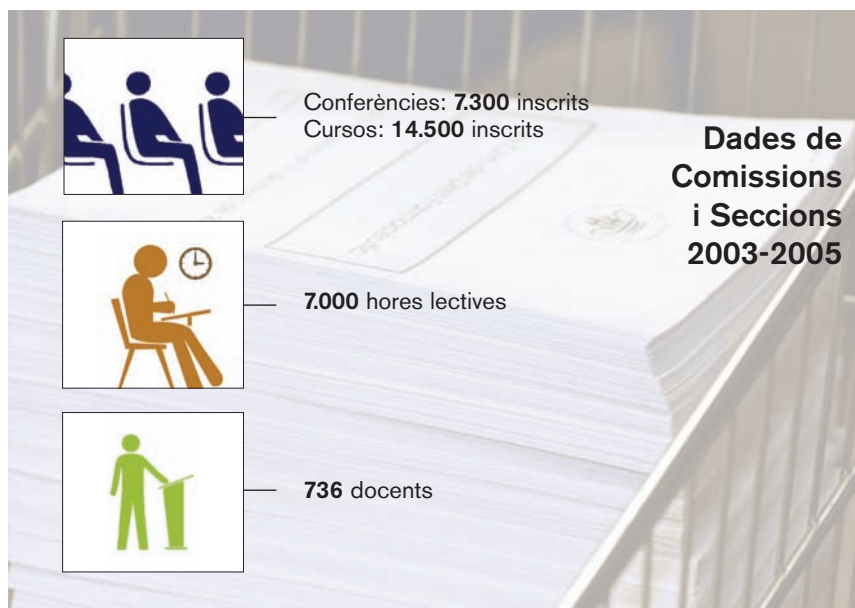 Conferències: 7.300 inscrits
Cursos: 14.500 inscrits
Dades de
Comissions
i Seccions
2003-2005
7.000 hores lectives
736 docents